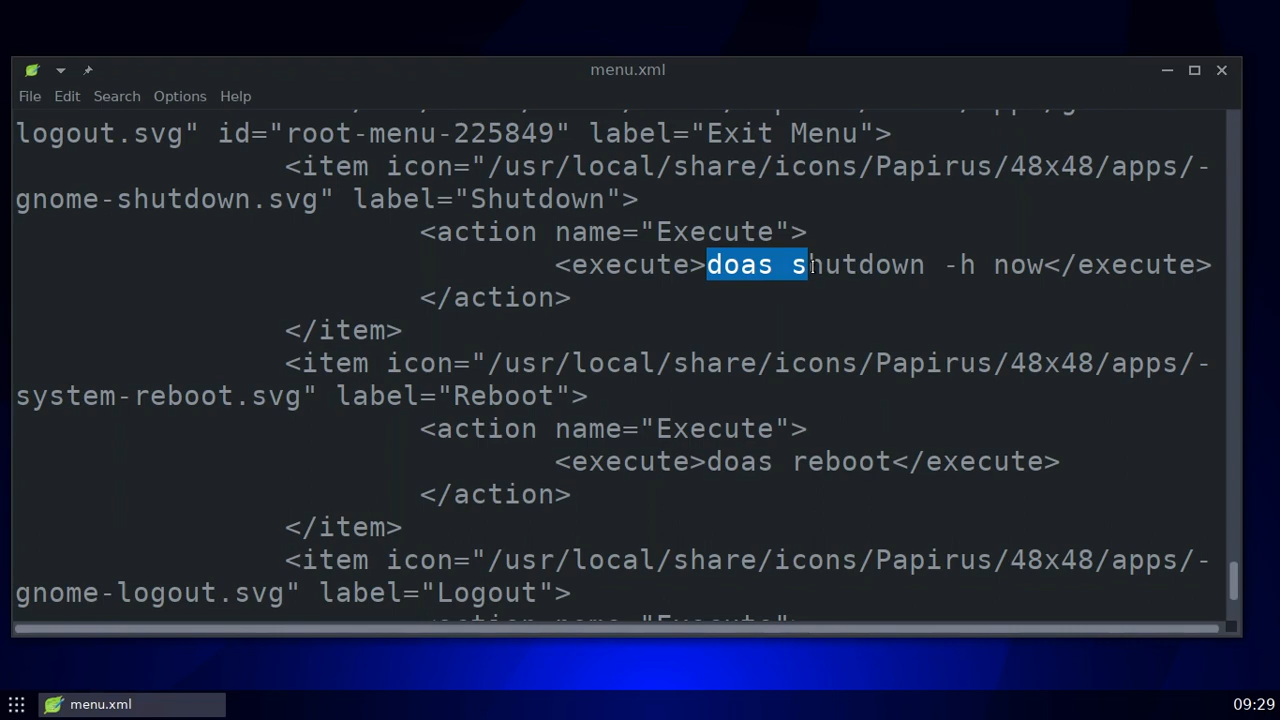 menu.xml
File Edit Search Options Help
logout.svg" id="root-menu-225849" label="Exit Menu">
<item icon="/usr/local/share/icons/Papirus/48x48/apps/-
gnome-shutdown.svg" label="Shutdown">
<action name="Execute">
<execute>doas shutdown -h now</execute>
</action>
</item>
<item icon="/usr/local/share/icons/Papirus/48x48/apps/-
system-reboot.svg" label="Reboot">
<action name="Execute">
<execute>doas reboot</execute>
</action>
</item>
<item icon="/usr/local/share/icons/Papirus/48x48/apps/-
gnome-logout.svg" label="Logout">
menu.xml
09:29